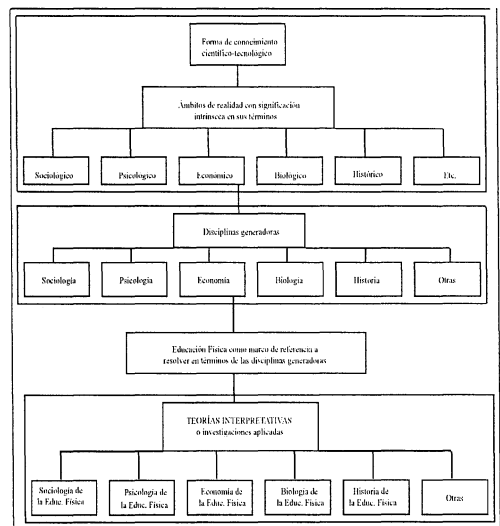 Forma de conocimiento
científico-tecnológico
Ámbitos de realidad con significación
intrínseca en sus términos
Sociológico
Psicológico
Económico
Biológico
Histórico
Etc.
Disciplinas generadoras
Sociología
Psicología
Economía
Biología
Historia
Otras
Educación Física como marco de referencia a
resolver en términos de las disciplinas generadoras
TEORÍAS INTERPRETATIVAS
o investigaciones aplicadas
Sociología de
la Educ. Física
Psicología de
la Educ. Física
Economía de
la Educ. Física
Biología de
la Educ. Física
Historia de
la Educ. Física
Otras